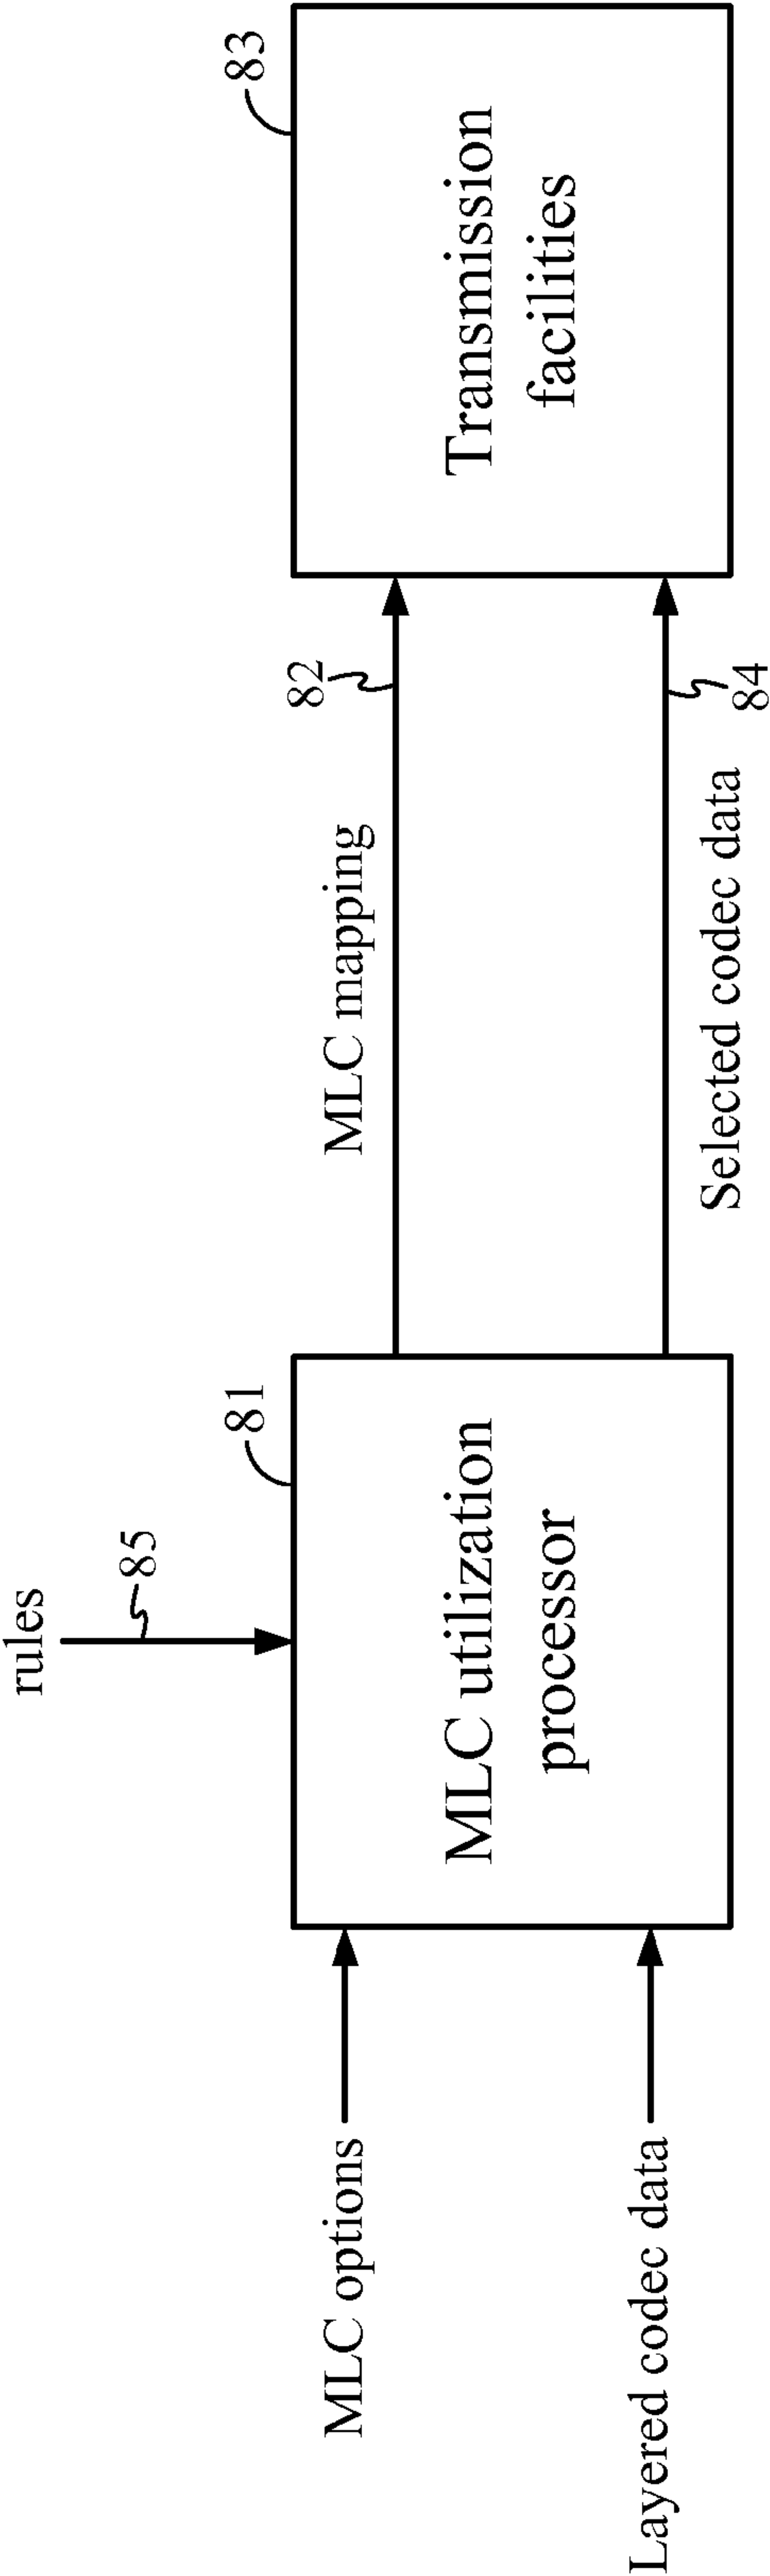 rules
85
81
83
MLC options
MLC utilization
processor
MLC mapping
82
Transmission
facilities
Layered codec data
Selected codec data
84